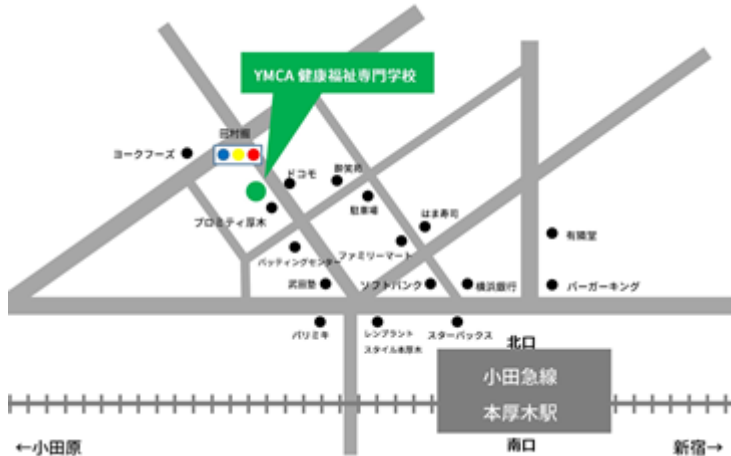 YMCA 健康福祉専門学校
田村堀
ヨークフーズ
ドコモ
駐車場
プロミティ厚木
はま寿司
ファミリーマート
有隣堂
バッティングセンター
武田塾
ソフトバンク
横浜銀行
バーガーキング
パリミキ
レンブラント
スタイル本厚木
スターバックス
北口
小田急線
本厚木駅
南口
←小田原
新宿→